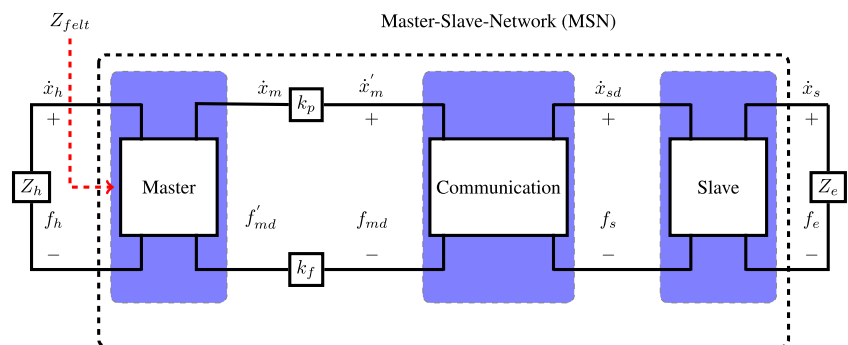 Z_{felt}
Master-Slave-Network (MSN)
ẋ_h ẋ_m ẋ'_m ẋ_{sd} ẋ_s
k_p
+ + + +
Z_h Master Communication Slave Z_e
f_h f'_{md} f_{md} f_s f_e
− − − −
k_f